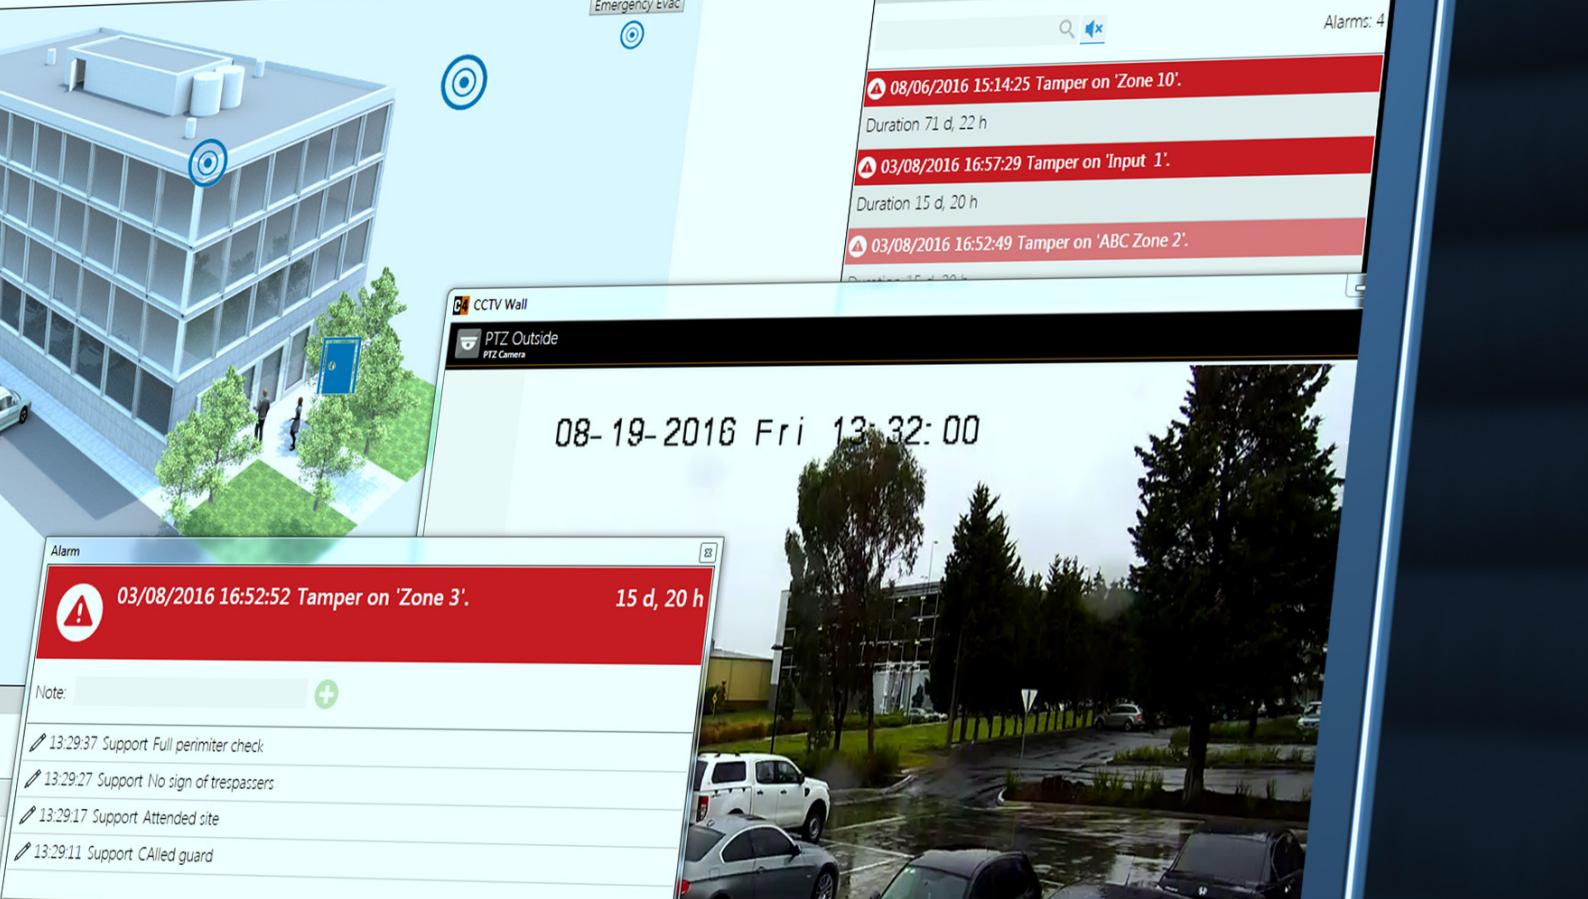 Emergency Evac
Alarms: 4
08/06/2016 15:14:25 Tamper on 'Zone 10'.
Duration 71 d, 22 h
03/08/2016 16:57:29 Tamper on 'Input 1'.
Duration 15 d, 20 h
03/08/2016 16:52:49 Tamper on 'ABC Zone 2'.
Duration 15 d, 20 h
C4 CCTV Wall
PTZ Outside
PTZ Camera
08-19-2016 Fri 13:32:00
Alarm
03/08/2016 16:52:52 Tamper on 'Zone 3'. 15 d, 20 h
Note:
13:29:37 Support Full perimiter check
13:29:27 Support No sign of trespassers
13:29:17 Support Attended site
13:29:11 Support CAlled guard